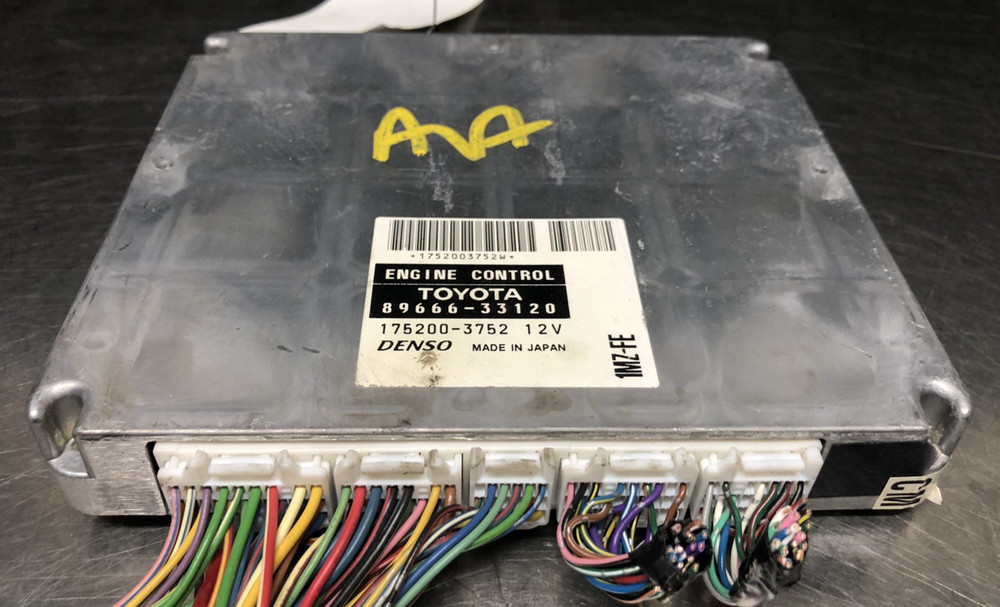 AVA
*1752003752W*
ENGINE CONTROL
TOYOTA
89666-33120
175200-3752 12V
DENSO MADE IN JAPAN
1MZ-FE